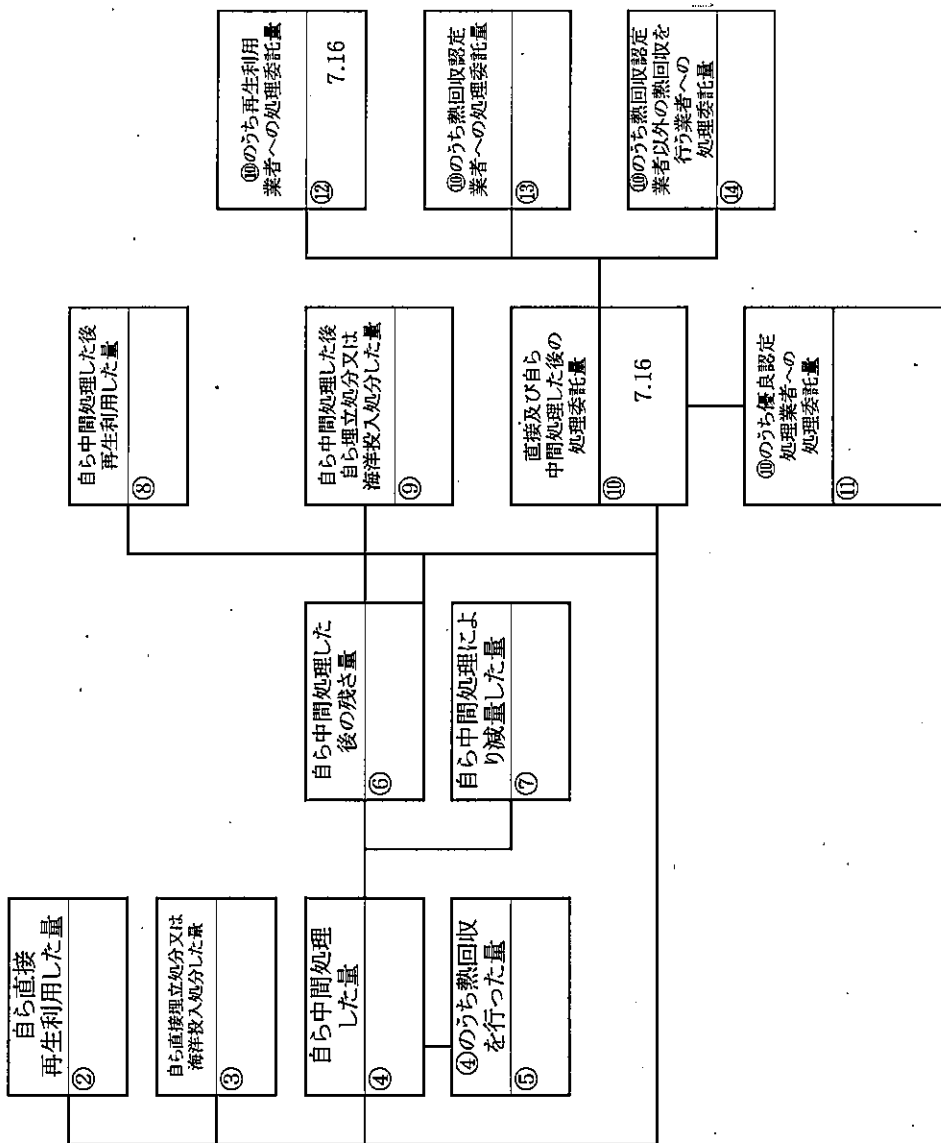 自ら直接
再生利用した量
②
自ら直接埋立処分又は
海洋投入処分した量
③
自ら中間処理
した量
④
④のうち熱回収
を行った量
⑤
自ら中間処理した
後の残さ量
⑥
自ら中間処理によ
り減量した量
⑦
自ら中間処理した後
再生利用した量
⑧
自ら中間処理した後
自ら埋立処分又は
海洋投入処分した量
⑨
直接及び自ら
中間処理した後の
処理委託量
⑩
7.16
⑩のうち優良認定
処理業者への
処理委託量
⑪
⑩のうち再生利用
業者への処理委託量
⑫
7.16
⑩のうち熱回収認定
業者への処理委託量
⑬
⑩のうち熱回収認定
業者以外の熱回収を
行う業者への
処理委託量
⑭